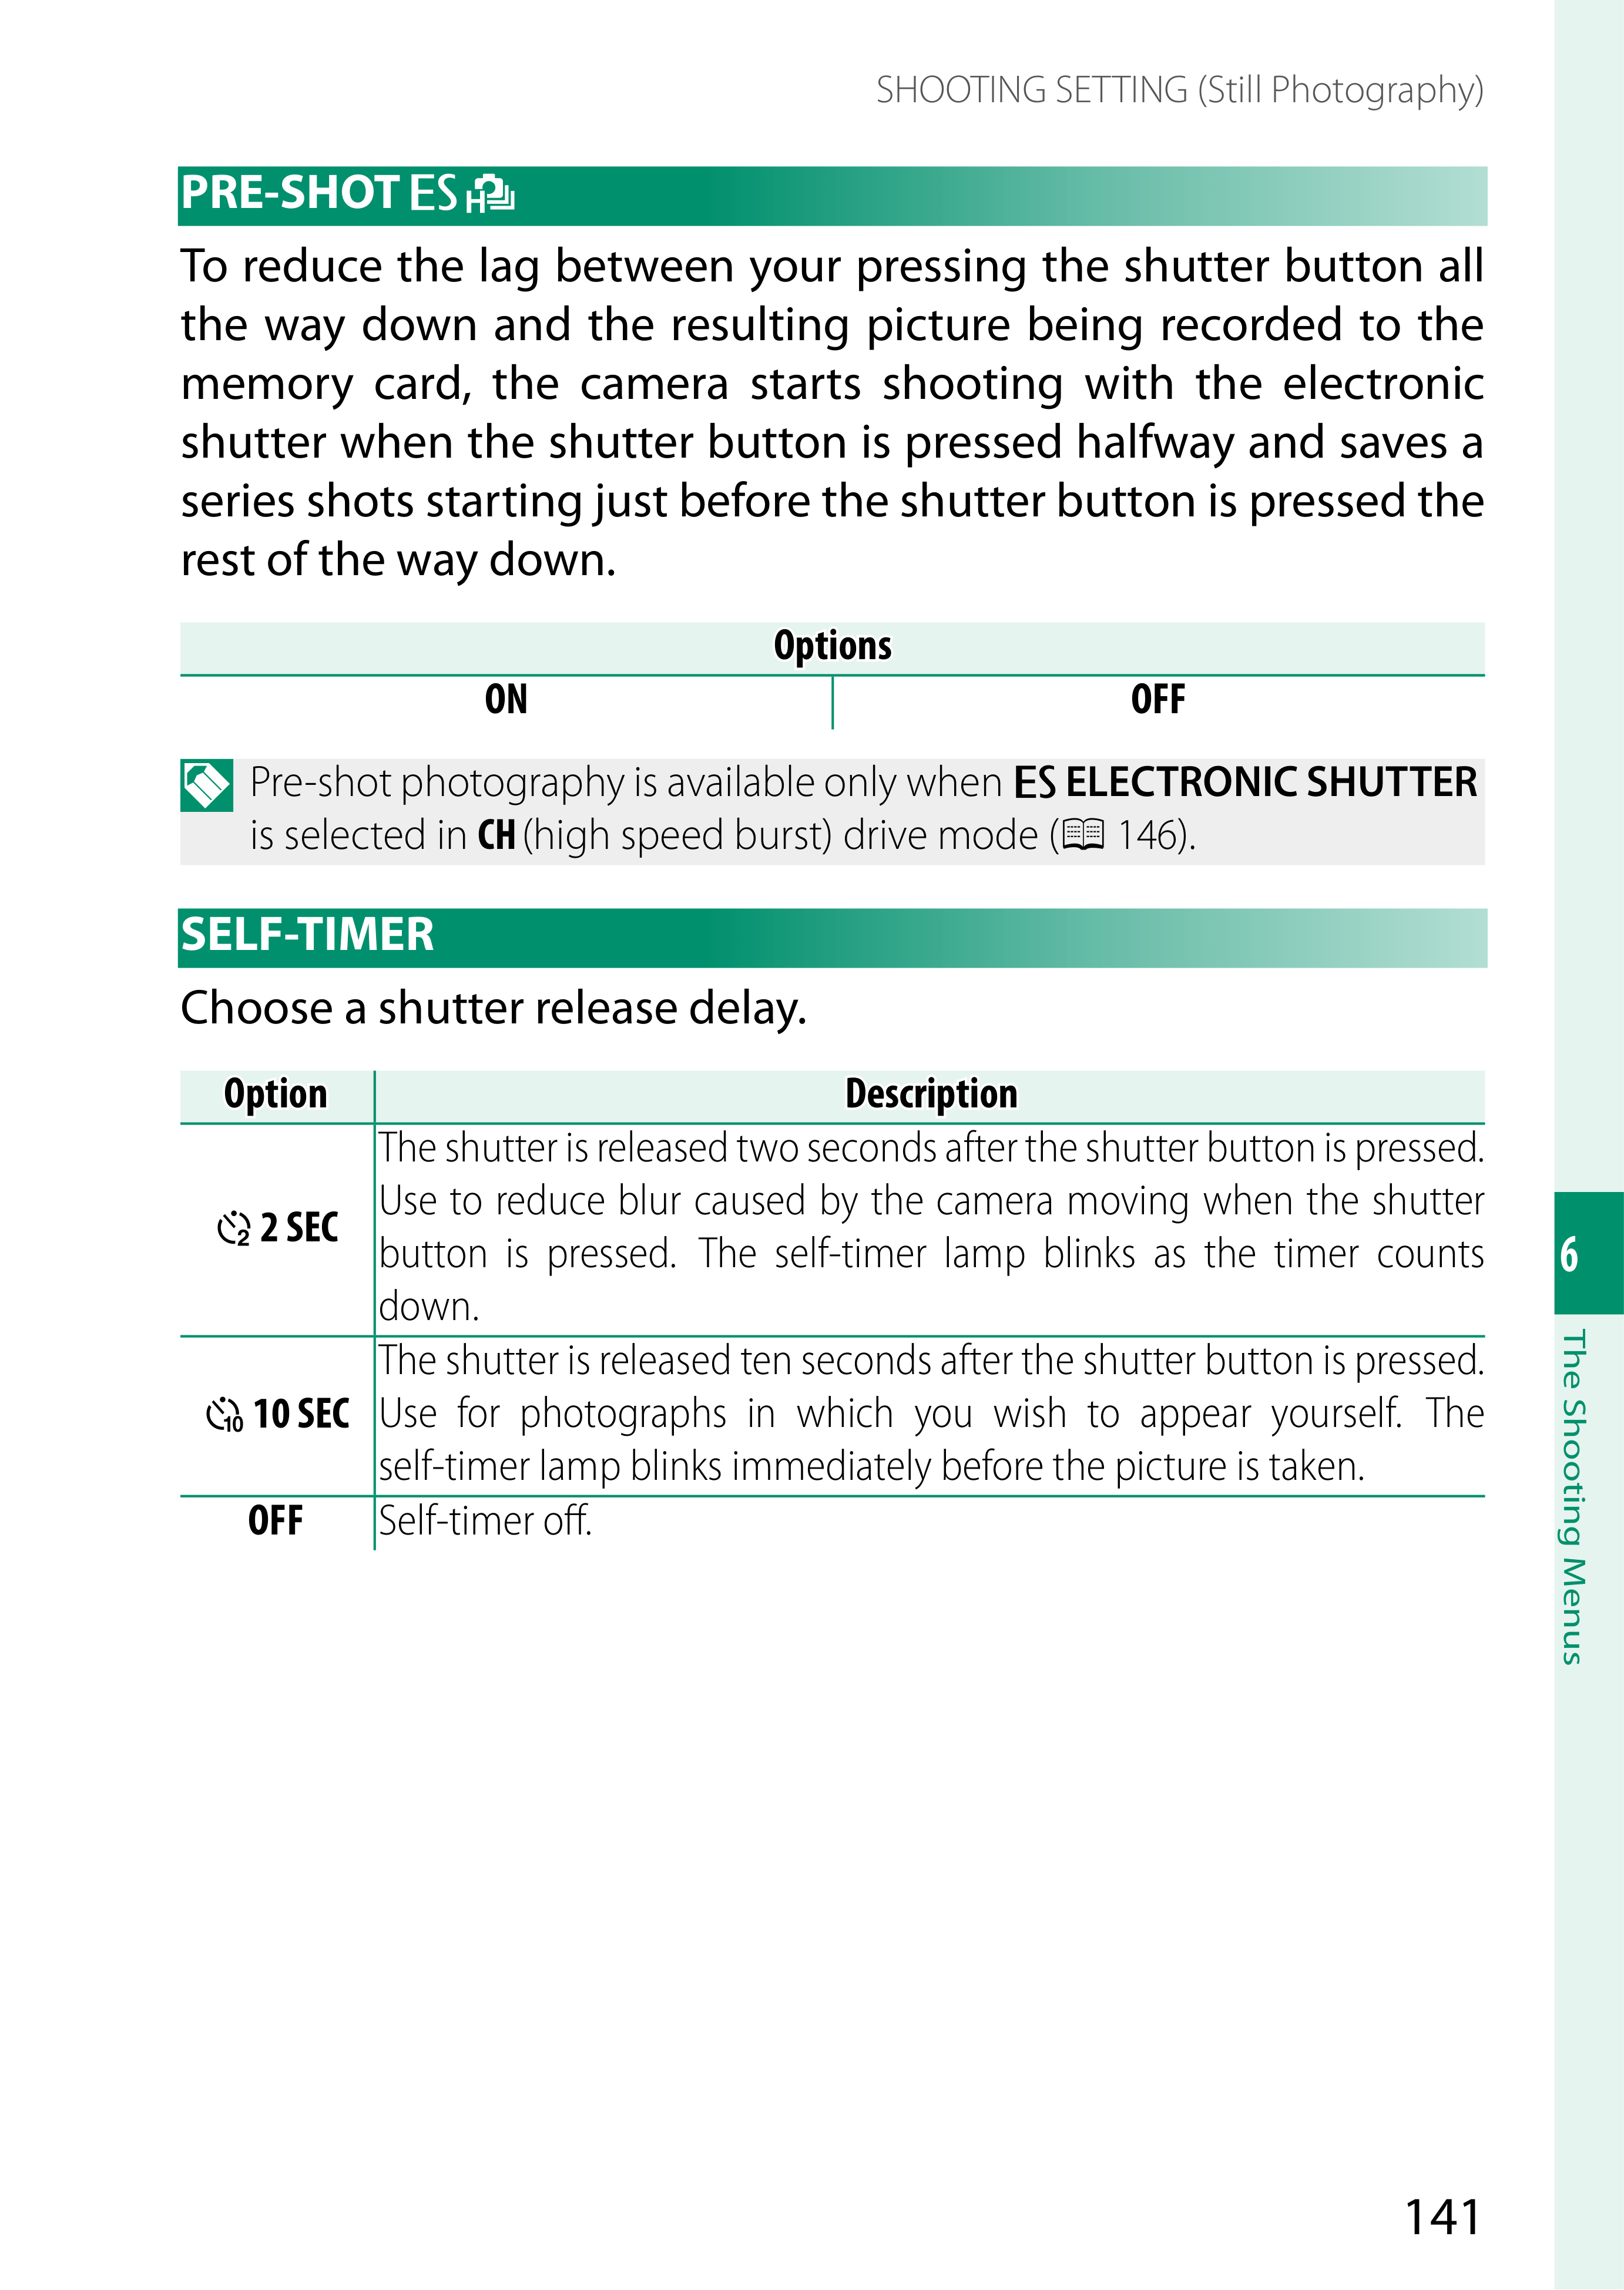 SHOOTING SETTING (Still Photography)
PRE-SHOT ES H
To reduce the lag between your pressing the shutter button all
the way down and the resulting picture being recorded to the
memory card, the camera starts shooting with the electronic
shutter when the shutter button is pressed halfway and saves a
series shots starting just before the shutter button is pressed the
rest of the way down.
Options
ON OFF
Pre-shot photography is available only when ES ELECTRONIC SHUTTER
is selected in CH (high speed burst) drive mode ( 146).
SELF-TIMER
Choose a shutter release delay.
Option Description
The shutter is released two seconds after the shutter button is pressed.
Use to reduce blur caused by the camera moving when the shutter
2 2 SEC
button is pressed. The self-timer lamp blinks as the timer counts
down.
The shutter is released ten seconds after the shutter button is pressed.
10 10 SEC Use for photographs in which you wish to appear yourself. The
self-timer lamp blinks immediately before the picture is taken.
OFF Self-timer off.
6
The Shooting Menus
141